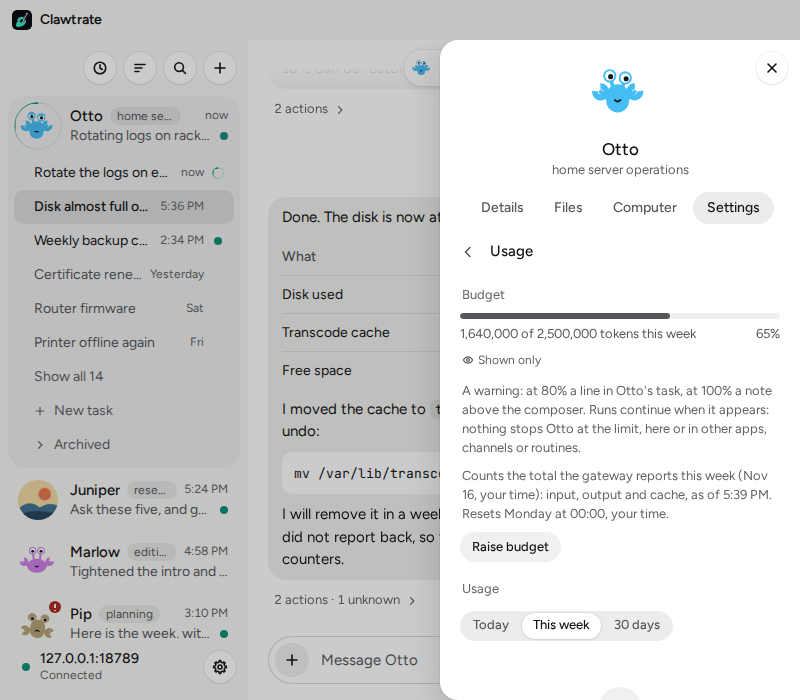 Clawtrate
Otto
home se...
now
Rotating logs on rack...
Rotate the logs on e...
now
Disk almost full o...
5:36 PM
Weekly backup c...
2:34 PM
Certificate rene...
Yesterday
Router firmware
Sat
Printer offline again
Fri
Show all 14
New task
Archived
Juniper
rese...
5:24 PM
Ask these five, and g...
Marlow
editi...
4:58 PM
Tightened the intro and ...
Pip
planning
3:10 PM
Here is the week. wit...
127.0.0.1:18789
Connected
2 actions
Done. The disk is now at
What
Disk used
Transcode cache
Free space
I moved the cache to
undo:
mv /var/lib/transc
I will remove it in a wee
did not report back, so
counters.
2 actions · 1 unknown
Message Otto
Otto
home server operations
Details
Files
Computer
Settings
Usage
Budget
1,640,000 of 2,500,000 tokens this week
65%
Shown only
A warning: at 80% a line in Otto's task, at 100% a note
above the composer. Runs continue when it appears:
nothing stops Otto at the limit, here or in other apps,
channels or routines.
Counts the total the gateway reports this week (Nov
16, your time): input, output and cache, as of 5:39 PM.
Resets Monday at 00:00, your time.
Raise budget
Usage
Today
This week
30 days